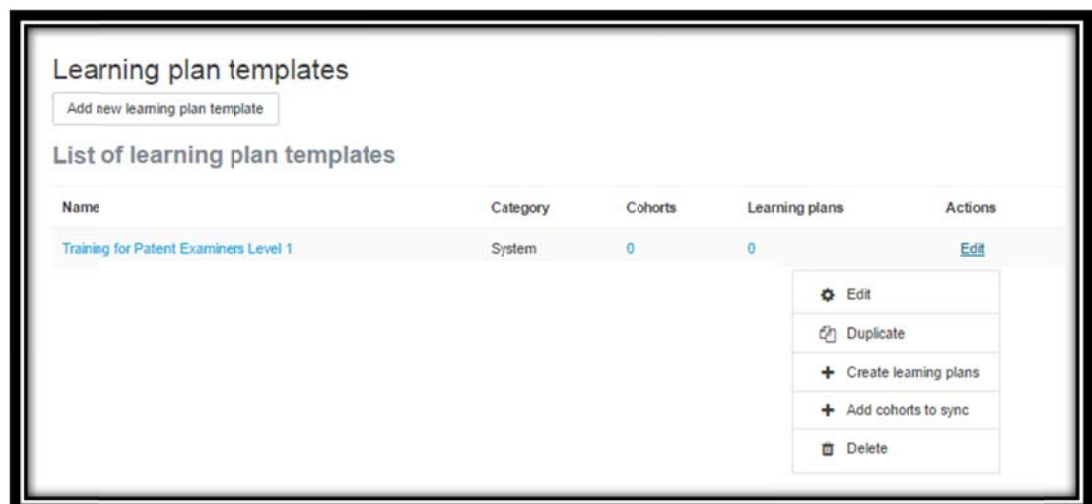 Learning plan templates
Add new learning plan template
List of learning plan templates
Name Category Cohorts Learning plans Actions
Training for Patent Examiners Level 1 System 0 0 Edit
Edit
Duplicate
Create learning plans
Add cohorts to sync
Delete